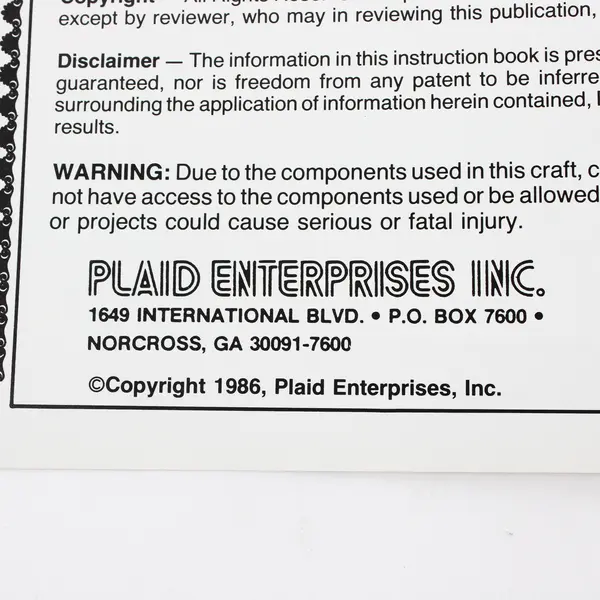 except by reviewer, who may in reviewing this publication,
Disclaimer — The information in this instruction book is
guaranteed, nor is freedom from any patent to be
surrounding the application of information herein contained,
results.
WARNING: Due to the components used in this craft,
not have access to the components used or be allowed
or projects could cause serious or fatal injury.
PLAID ENTERPRISES INC.
1649 INTERNATIONAL BLVD. • P.O. BOX 7600 •
NORCROSS, GA 30091-7600
©Copyright 1986, Plaid Enterprises, Inc.